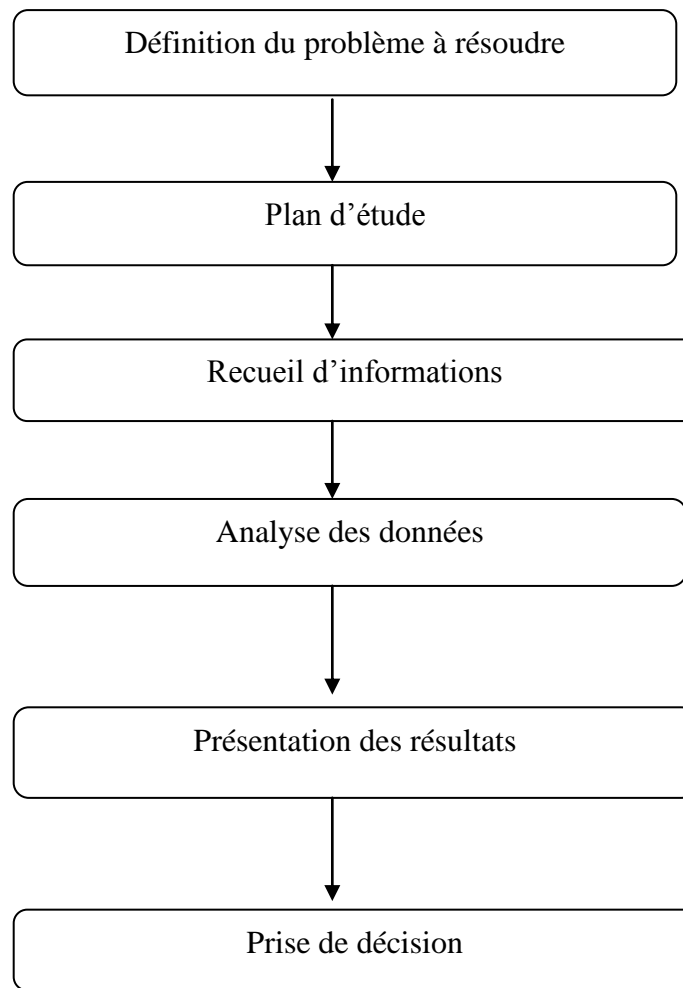 Définition du problème à résoudre
Plan d’étude
Recueil d’informations
Analyse des données
Présentation des résultats
Prise de décision